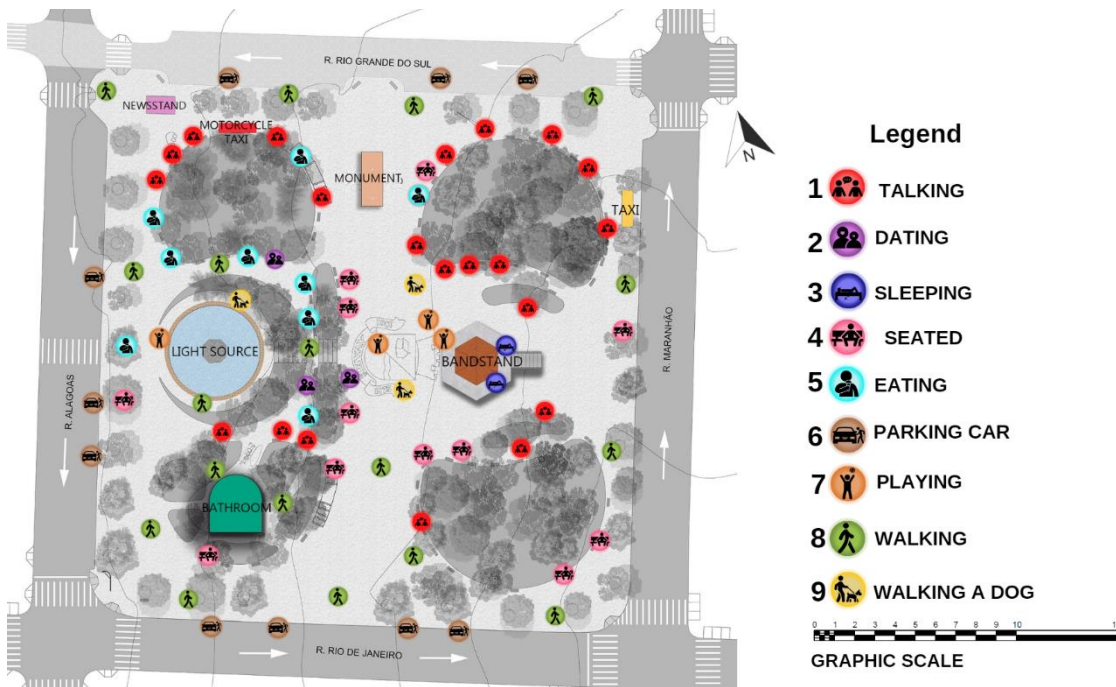 R. RIO GRANDE DO SUL
NEWSSTAND
MOTORCYCLE
TAXI
MONUMENT
TAXI
N
R. ALAGOAS
LIGHT SOURCE
BANDSTAND
R. MARANHÃO
BATHROOM
R. RIO DE JANEIRO
Legend
1 TALKING
2 DATING
3 SLEEPING
4 SEATED
5 EATING
6 PARKING CAR
7 PLAYING
8 WALKING
9 WALKING A DOG
0 1 2 3 4 5 6 7 8 9 10
GRAPHIC SCALE